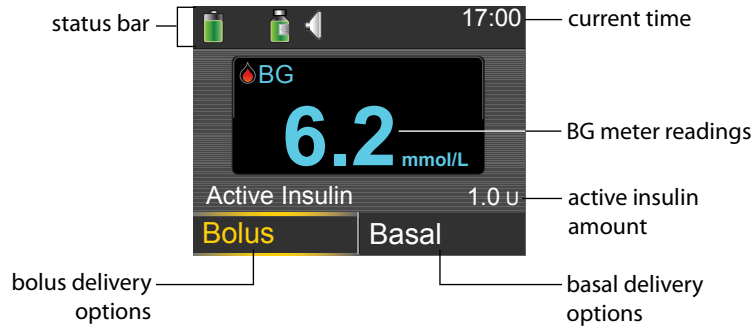 status bar
17:00
current time
BG
6.2 mmol/L
BG meter readings
Active Insulin
1.0 U
active insulin
amount
Bolus
Basal
bolus delivery
options
basal delivery
options